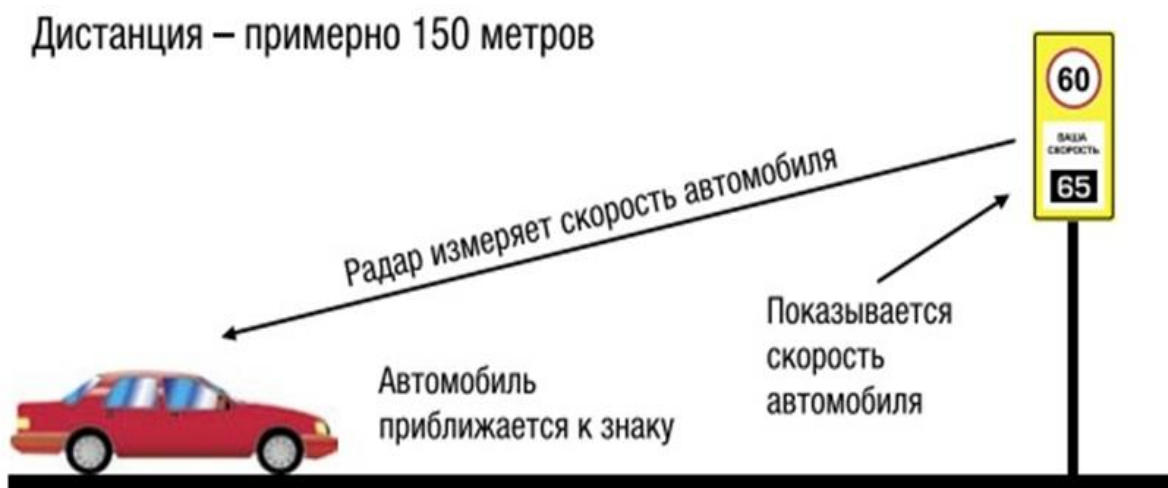 Дистанция – примерно 150 метров
60
ВАША
СКОРОСТЬ
65
Радар измеряет скорость автомобиля
Показывается
скорость
автомобиля
Автомобиль
приближается к знаку